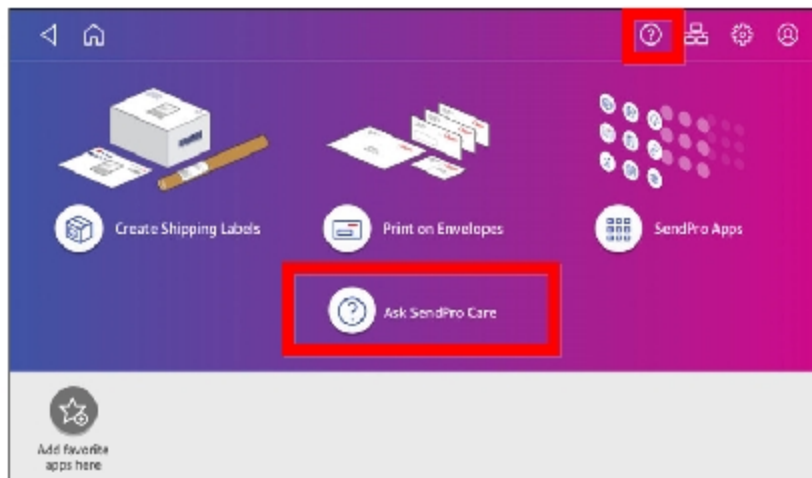 Create Shipping Labels
Print on Envelopes
SendPro Apps
Ask SendPro Care
Add favorite
apps here